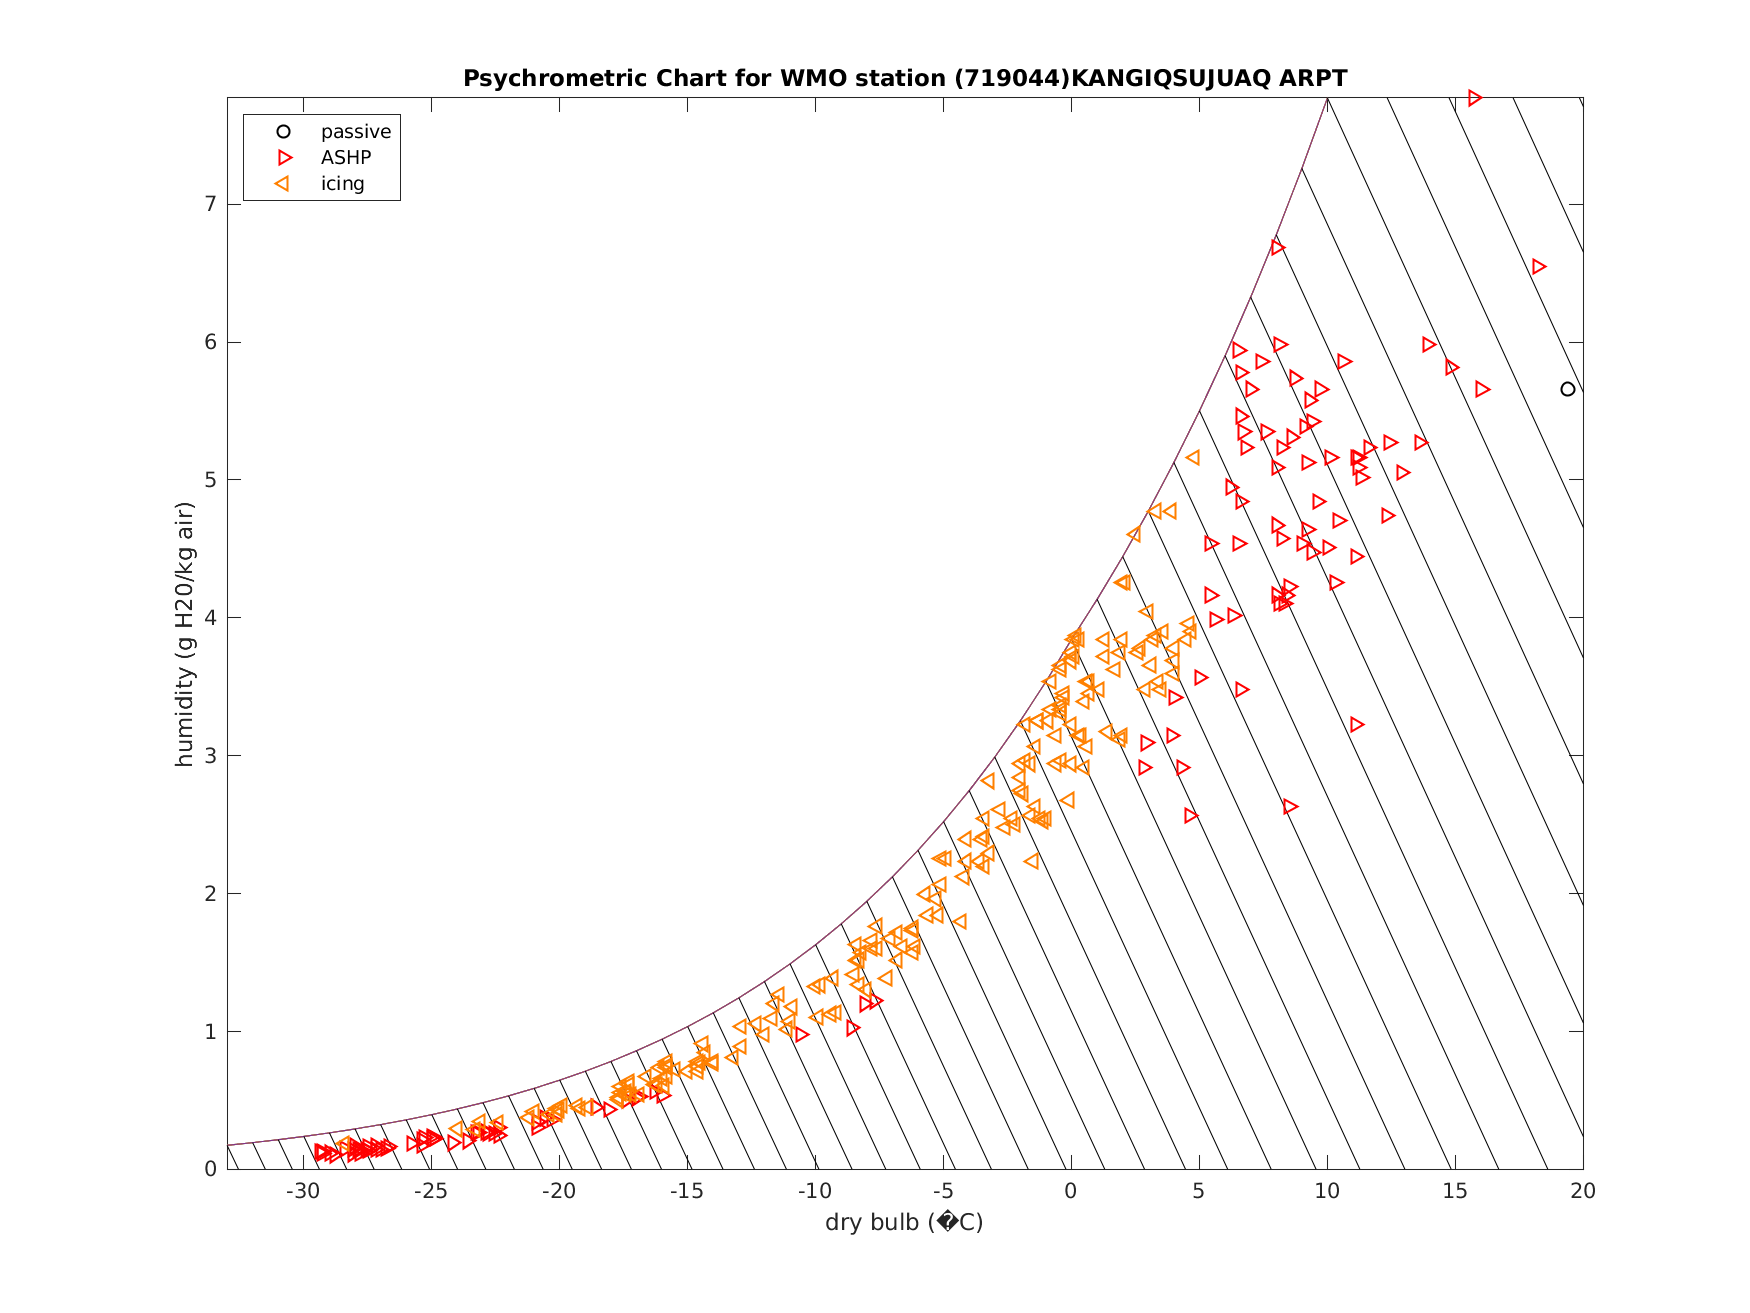 Psychrometric Chart for WMO station (719044)KANGIQSUJUAQ ARPT
passive
ASHP
icing
7
6
5
4
3
2
1
0
humidity (g H20/kg air)
-30 -25 -20 -15 -10 -5 0 5 10 15 20
dry bulb (�C)